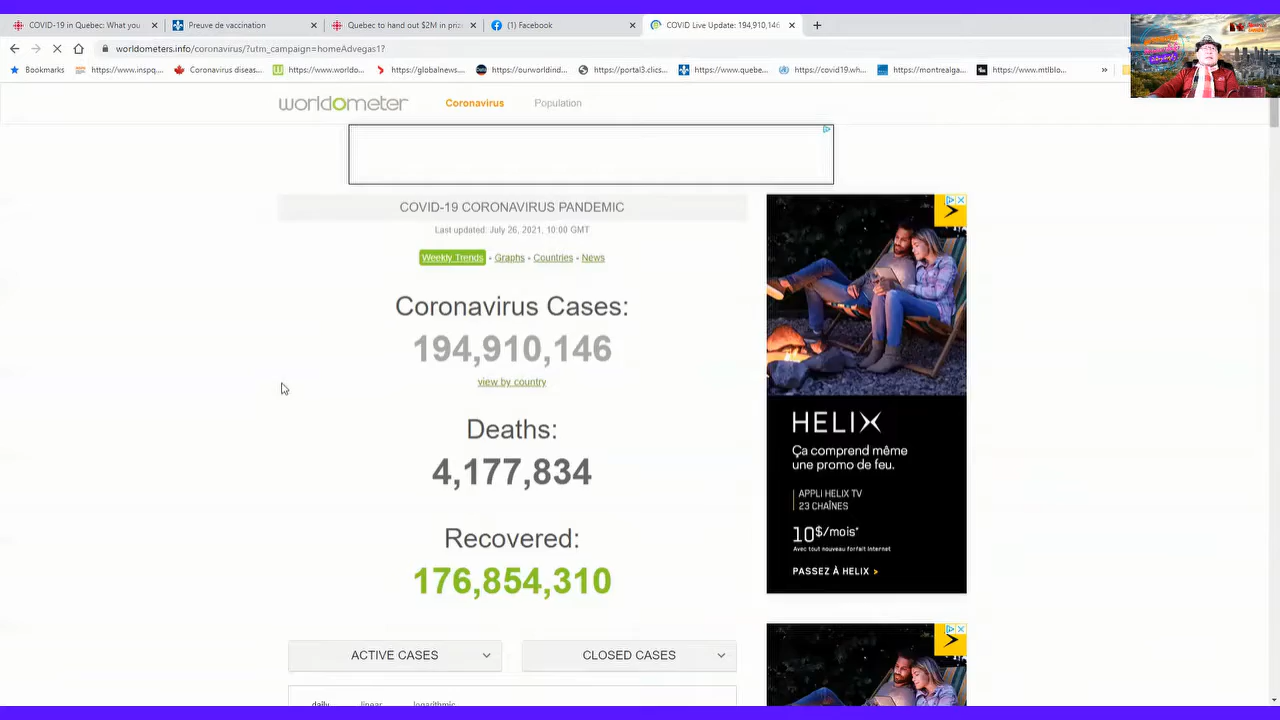 COVID-19 in Quebec: What you
Preuve de vaccination
Quebec to hand out $2M in priz
(1) Facebook
COVID Live Update: 194,910,146
worldometers.info/coronavirus/?utm_campaign=homeAdvegas1?
Bookmarks
https://www.inspq...
Coronavirus diseas...
https://www.worldo...
https://globalnew...
https://ourworldind...
https://portal3.clics...
https://www.quebe...
https://covid19.wh...
https://montrealga...
https://www.mtlblo...
worldometer
Coronavirus
Population
COVID-19 CORONAVIRUS PANDEMIC
Last updated: July 26, 2021, 10:00 GMT
Weekly Trends - Graphs - Countries - News
Coronavirus Cases:
194,910,146
view by country
Deaths:
4,177,834
Recovered:
176,854,310
ACTIVE CASES
CLOSED CASES
daily
linear
logarithmic
HELIX
Ça comprend même
une promo de feu.
APPLI HELIX TV
23 CHAÎNES
10$/mois*
Avec tout nouveau forfait Internet
PASSEZ À HELIX >